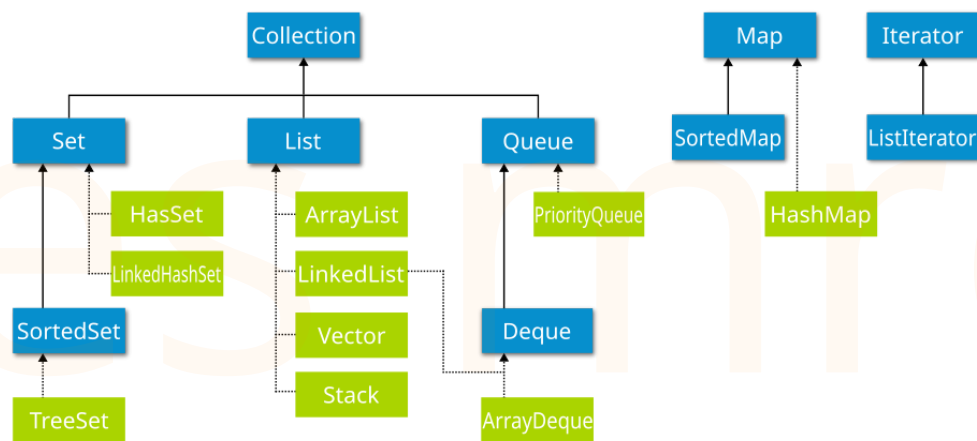 Collection
Map
Iterator
Set
List
Queue
SortedMap
ListIterator
HasSet
ArrayList
PriorityQueue
HashMap
LinkedHashSet
LinkedList
SortedSet
Vector
Deque
Stack
TreeSet
ArrayDeque